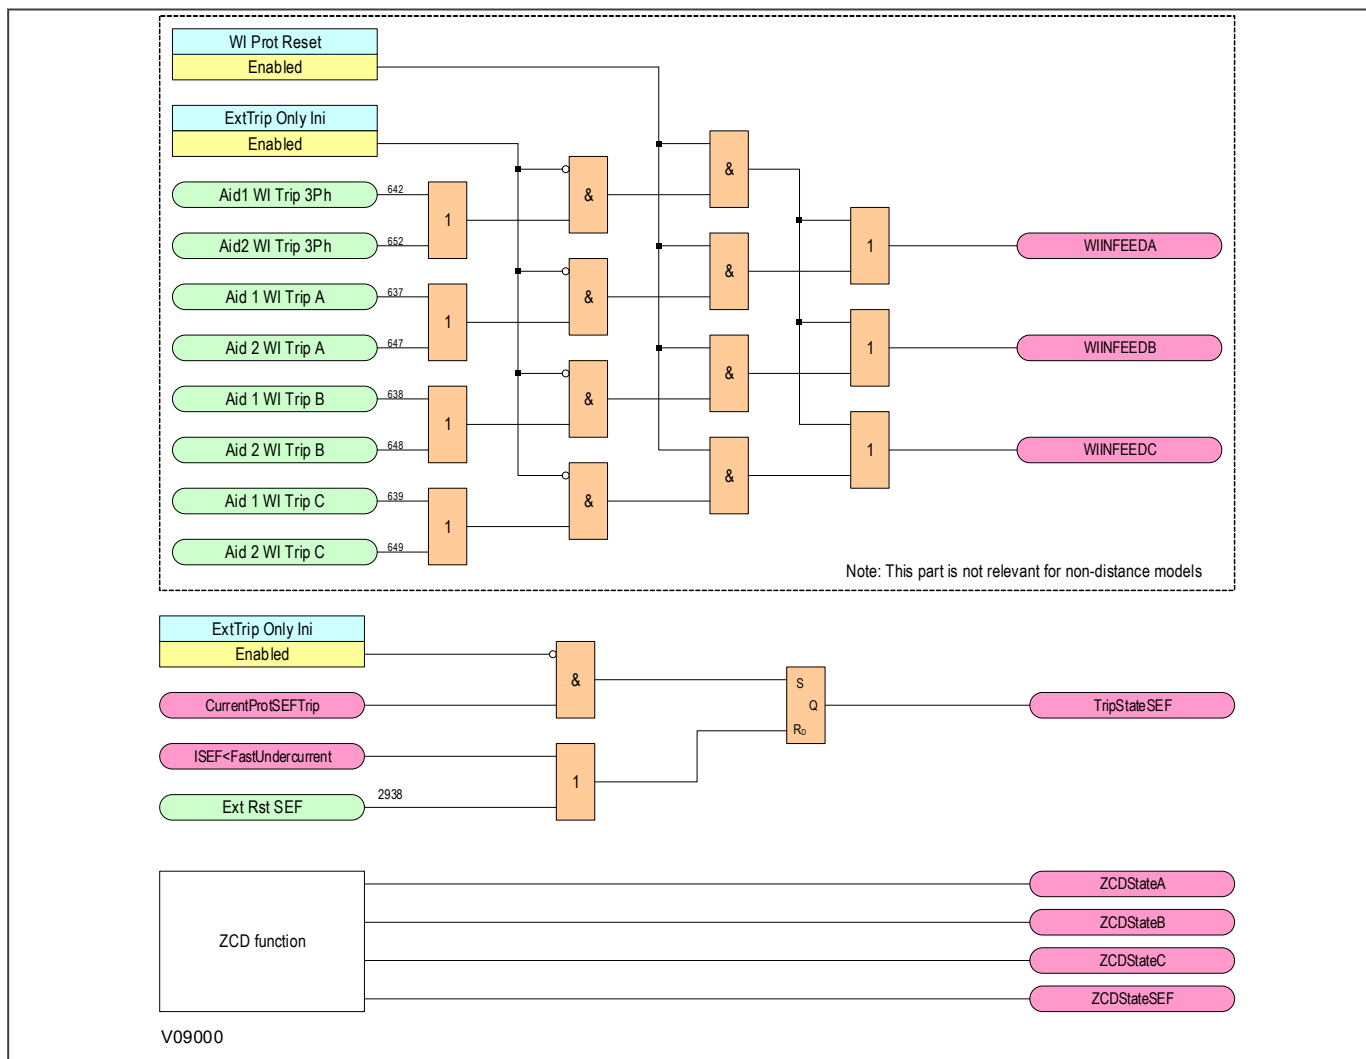 WI Prot Reset
Enabled
ExtTrip Only Ini
Enabled
&
Aid1 WI Trip 3Ph
642
&
1
1
Aid2 WI Trip 3Ph
652
WIINFEEDA
&
Aid 1 WI Trip A
637
&
1
Aid 2 WI Trip A
647
1
WIINFEEDB
&
Aid 1 WI Trip B
638
&
1
Aid 2 WI Trip B
648
1
WIINFEEDC
&
Aid 1 WI Trip C
639
&
1
Aid 2 WI Trip C
649
Note: This part is not relevant for non-distance models
ExtTrip Only Ini
Enabled
&
S
CurrentProtSEFTrip
Q
TripStateSEF
RD
ISEF<FastUndercurrent
1
Ext Rst SEF
2938
ZCDStateA
ZCDStateB
ZCD function
ZCDStateC
ZCDStateSEF
V09000